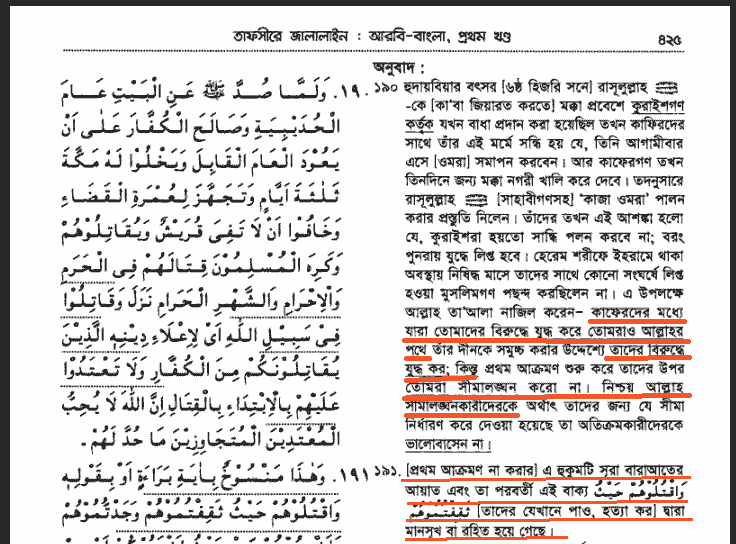 তাফসীরে জালালাইন : আরবি-বাংলা, প্রথম খণ্ড ৪২৫
অনুবাদ :
١٩٠. وَلَمَّا صُدَّ ﷺ عَنِ الْبَيْتِ عَامَ
الْحُدَيْبِيَةِ وَصَالَحَ الْكُفَّارَ عَلٰى اَنْ
يَعُوْدَ الْعَامَ الْقَابِلَ وَيَخْلُوْا لَهُ مَكَّةَ
ثَلٰثَةَ اَيَّامٍ وَتَجَهَّزَ لِعُمْرَةِ الْقَضَاءِ
وَخَافُوْا اَنْ لَا تَفِىَ قُرَيْشٌ وَيُقَاتِلُوْهُمْ
وَكَرِهَ الْمُسْلِمُوْنَ قِتَالَهُمْ فِى الْحَرَمِ
وَالْاِحْرَامِ وَالشَّهْرِ الْحَرَامِ نَزَلَ وَقَاتِلُوْا
فِىْ سَبِيْلِ اللّٰهِ اَىْ لِاِعْلَاءِ دِيْنِهِ الَّذِيْنَ
يُقَاتِلُوْنَكُمْ مِنَ الْكُفَّارِ وَلَا تَعْتَدُوْا
عَلَيْهِمْ بِالْاِبْتِدَاءِ بِالْقِتَالِ اِنَّ اللّٰهَ لَا يُحِبُّ
الْمُعْتَدِيْنَ الْمُتَجَاوِزِيْنَ مَا حُدَّ لَهُمْ.
১৯০ হুদায়বিয়ার বৎসর [৬ষ্ঠ হিজরি সনে] রাসূলুল্লাহ ﷺ
-কে [কা'বা জিয়ারত করতে] মক্কা প্রবেশে কুরাইশগণ
কর্তৃক যখন বাধা প্রদান করা হয়েছিল তখন কাফিরদের
সাথে তাঁর এই মর্মে সন্ধি হয় যে, তিনি আগামীবার
এসে [ওমরা] সমাপন করবেন। আর কাফেরগণ তখন
তিনদিনে জন্য মক্কা নগরী খালি করে দেবে। তদনুসারে
রাসূলুল্লাহ ﷺ [সাহাবীগণসহ] 'কাজা ওমরা' পালন
করার প্রস্তুতি নিলেন। তাঁদের তখন এই আশঙ্কা হলো
যে, কুরাইশরা হয়তো সান্ধি পলন করবে না; বরং
পুনরায় যুদ্ধে লিপ্ত হবে। হেরেম শরীফে ইহরামে থাকা
অবস্থায় নিষিদ্ধ মাসে তাদের সাথে কোনো সংঘর্ষে লিপ্ত
হওয়া মুসলিমগণ পছন্দ করছিলেন না। এ উপলক্ষে
আল্লাহ তা'আলা নাজিল করেন– কাফেরদের মধ্যে
যারা তোমাদের বিরুদ্ধে যুদ্ধ করে তোমরাও আল্লাহর
পথে তাঁর দীনকে সমুচ্চ করার উদ্দেশ্যে তাদের বিরুদ্ধে
যুদ্ধ কর; কিন্তু প্রথম আক্রমণ শুরু করে তাদের উপর
তোমরা সীমালঙ্ঘন করো না। নিশ্চয় আল্লাহ
সীমালঙ্ঘনকারীদেরকে অর্থাৎ তাদের জন্য যে সীমা
নির্ধারণ করে দেওয়া হয়েছে তা অতিক্রমকারীদেরকে
ভালোবাসেন না।
١٩١. وَهٰذَا مَنْسُوْخٌ بِاٰيَةِ بَرَاءَةٍ اَوْ بِقَوْلِهِ
وَاقْتُلُوْهُمْ حَيْثُ ثَقِفْتُمُوْهُمْ وَجَدْتُّمُوْهُمْ
১৯১. [প্রথম আক্রমণ না করার] এ হুকুমটি সূরা বারাআতের
আয়াত এবং তা পরবর্তী এই বাক্য وَاقْتُلُوْهُمْ حَيْثُ
ثَقِفْتُمُوْهُمْ [তাদের যেখানে পাও, হত্যা কর] দ্বারা
মানসুখ বা রহিত হয়ে গেছে।